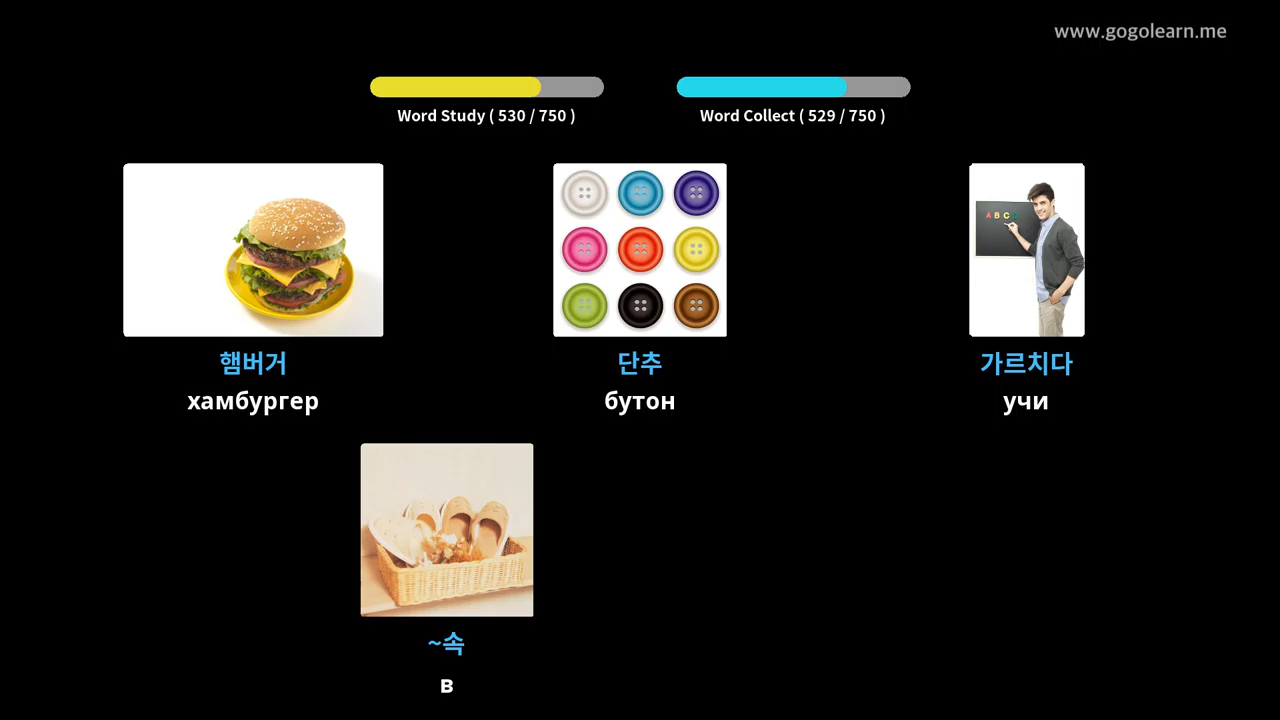 www.gogolearn.me
Word Study ( 530 / 750 )
Word Collect ( 529 / 750 )
A B C D
햄버거
단추
가르치다
хамбургер
бутон
учи
~속
в